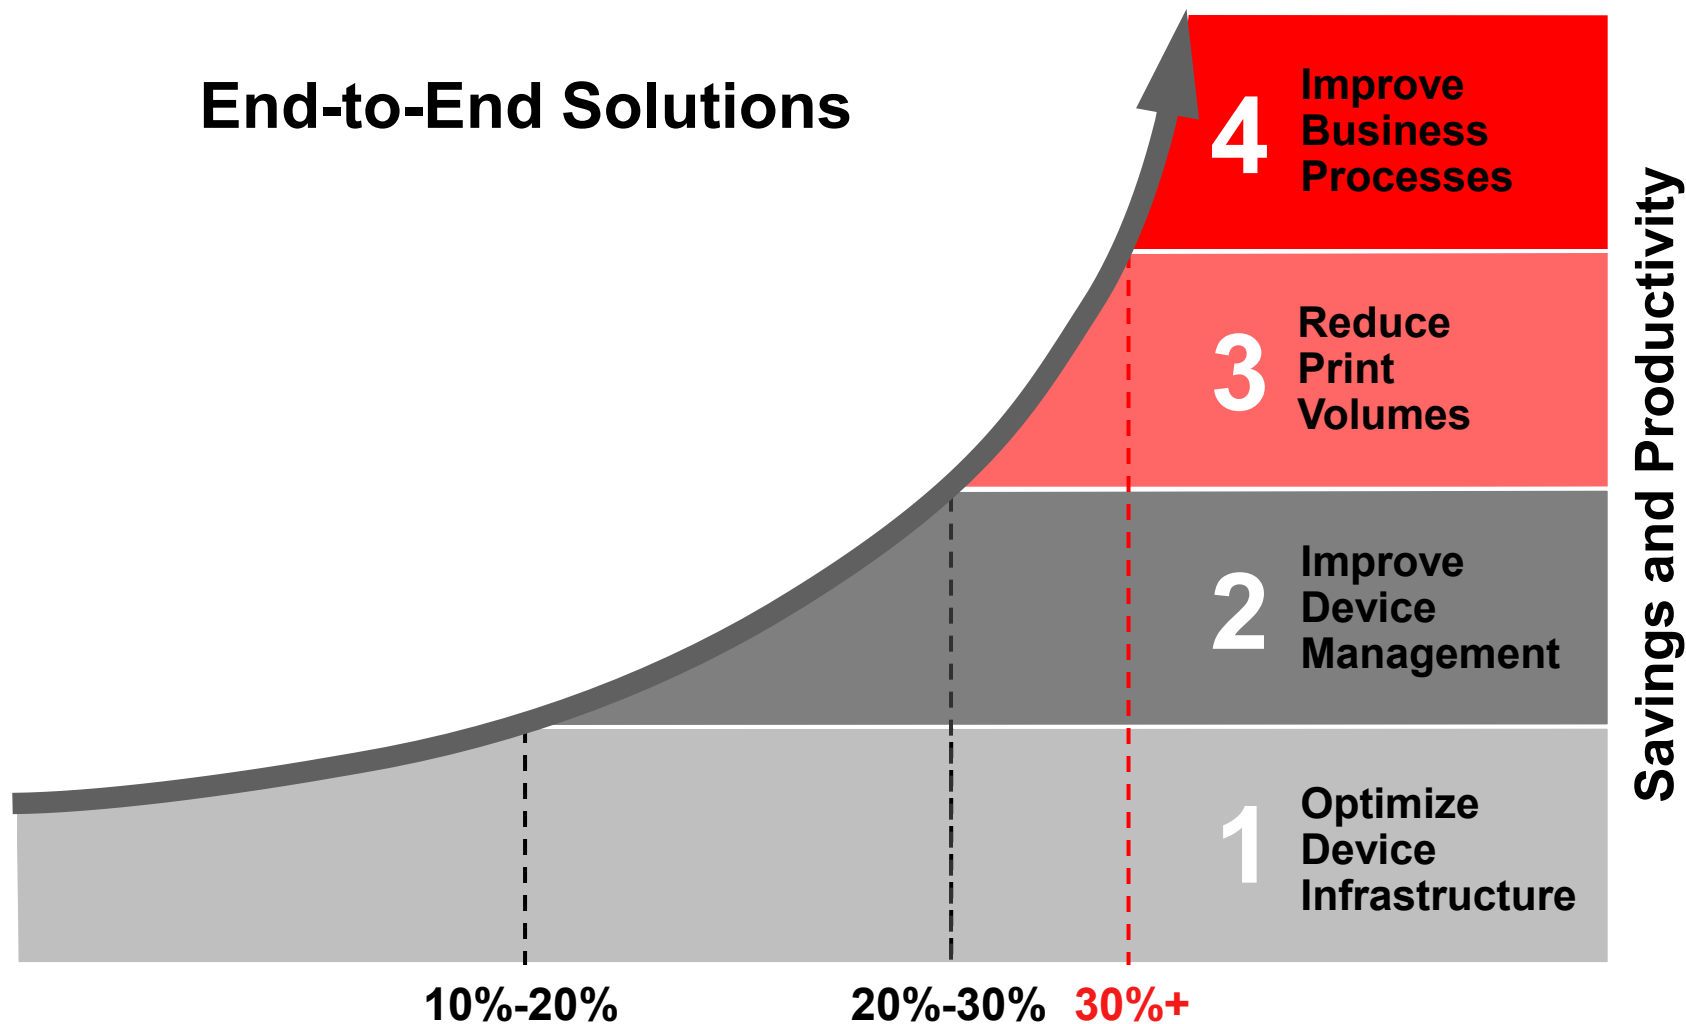 End-to-End Solutions
4
Improve
Business
Processes
3
Reduce
Print
Volumes
2
Improve
Device
Management
1
Optimize
Device
Infrastructure
Savings and Productivity
10%-20%
20%-30%
30%+